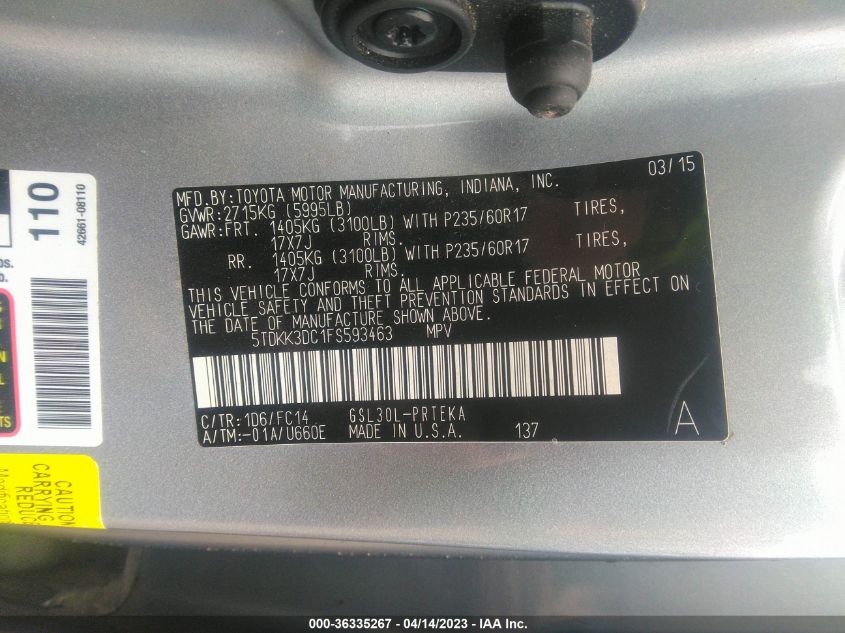 MFD.BY:TOYOTA MOTOR MANUFACTURING, INDIANA, INC. 03/15
GVWR:2715KG (5995LB)
GAWR:FRT. 1405KG (3100LB) WITH P235/60R17 TIRES,
17X7J RIMS.
RR. 1405KG (3100LB) WITH P235/60R17 TIRES,
17X7J RIMS.
THIS VEHICLE CONFORMS TO ALL APPLICABLE FEDERAL MOTOR
VEHICLE SAFETY AND THEFT PREVENTION STANDARDS IN EFFECT ON
THE DATE OF MANUFACTURE SHOWN ABOVE.
5TDKK3DC1FS593463 MPV
C/TR:1D6/FC14 GSL30L-PRTEKA
A/TM:-01A/U660E MADE IN U.S.A. 137 A
110
42661-08110
CAUTION
CARRYING
REDUC
000-36335267 - 04/14/2023 - IAA Inc.